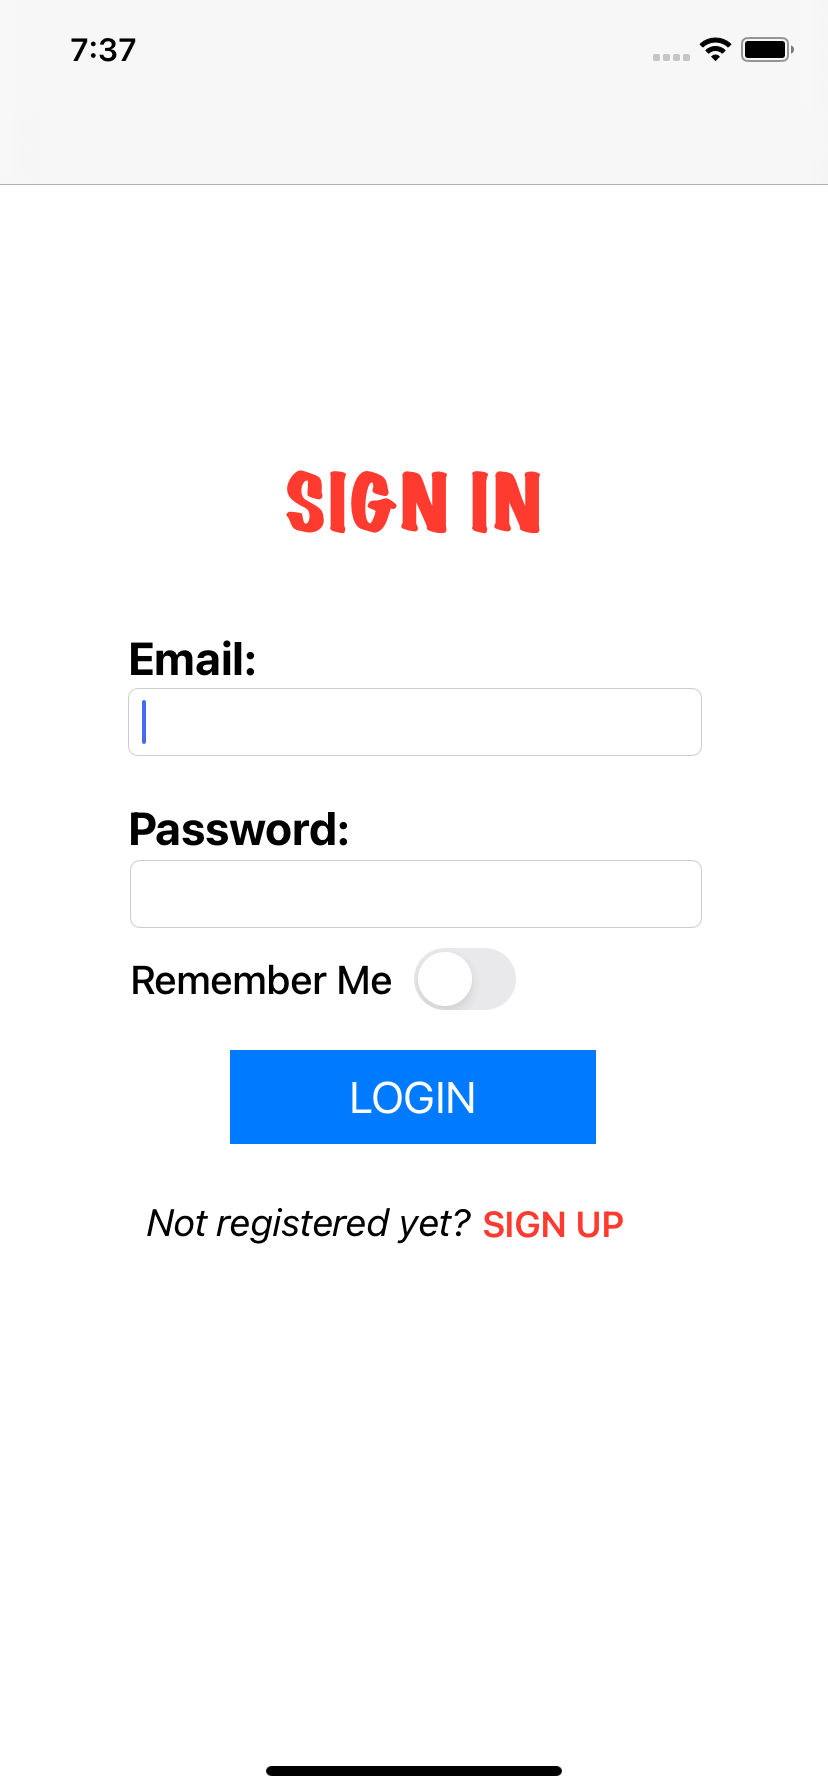 7:37
SIGN IN
Email:
Password:
Remember Me
LOGIN
Not registered yet? SIGN UP